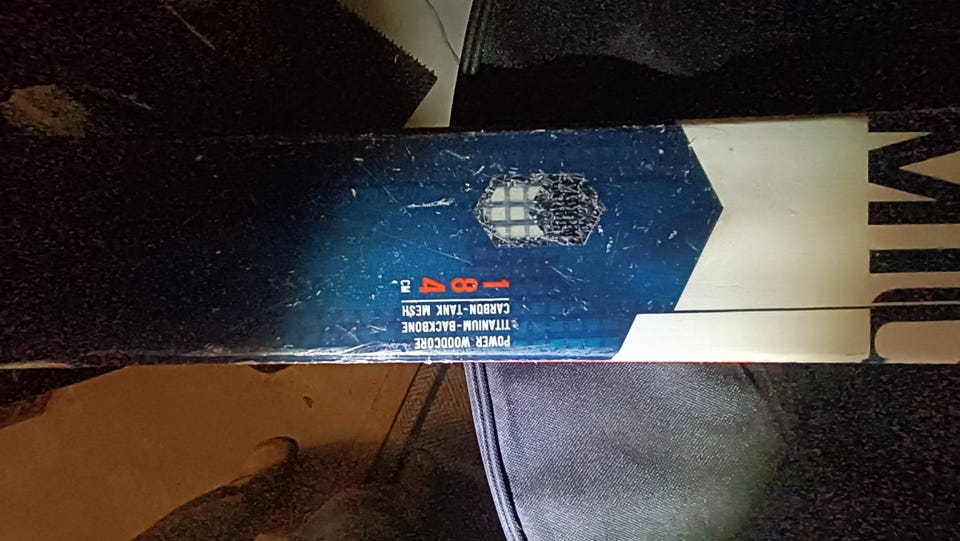 POWER WOODCORE
TITANIUM-BACKBONE
CARBON-TANK MESH
184 CM